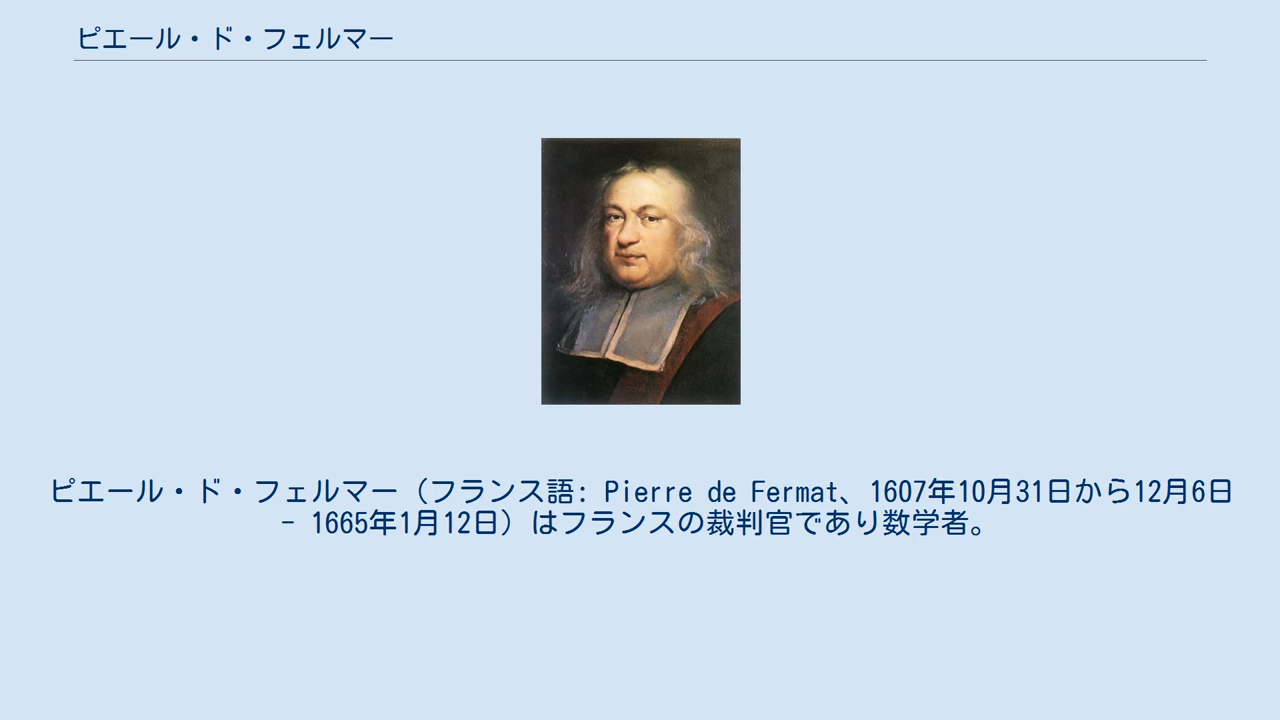 ピエール・ド・フェルマー
ピエール・ド・フェルマー（フランス語: Pierre de Fermat、1607年10月31日から12月6日
- 1665年1月12日）はフランスの裁判官であり数学者。